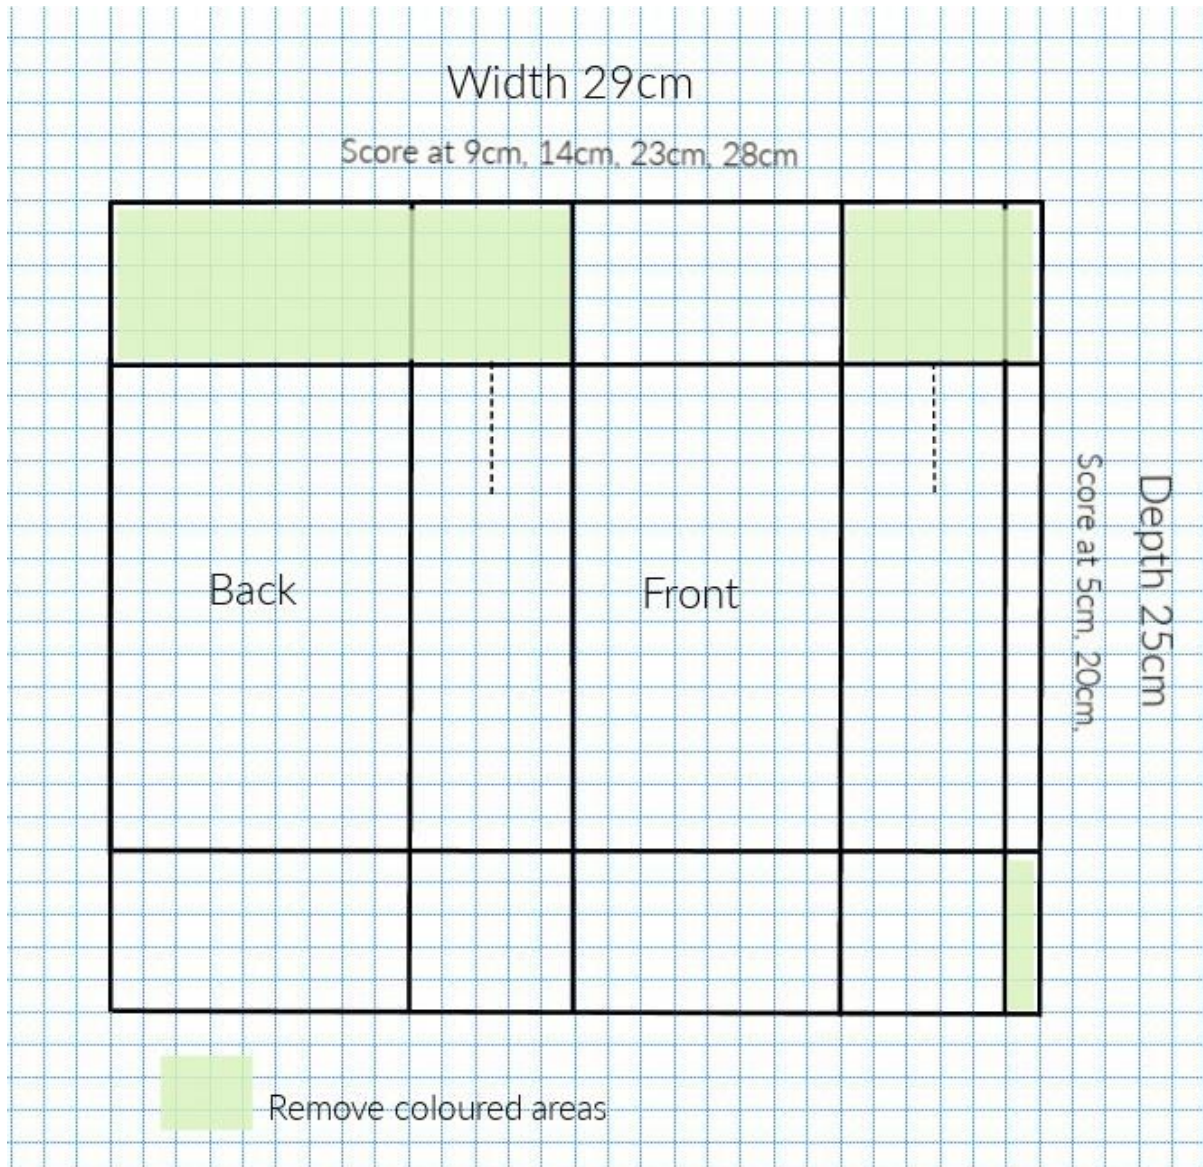 Width 29cm
Score at 9cm, 14cm, 23cm, 28cm
Depth 25cm
Score at 5cm, 20cm,
Back
Front
Remove coloured areas